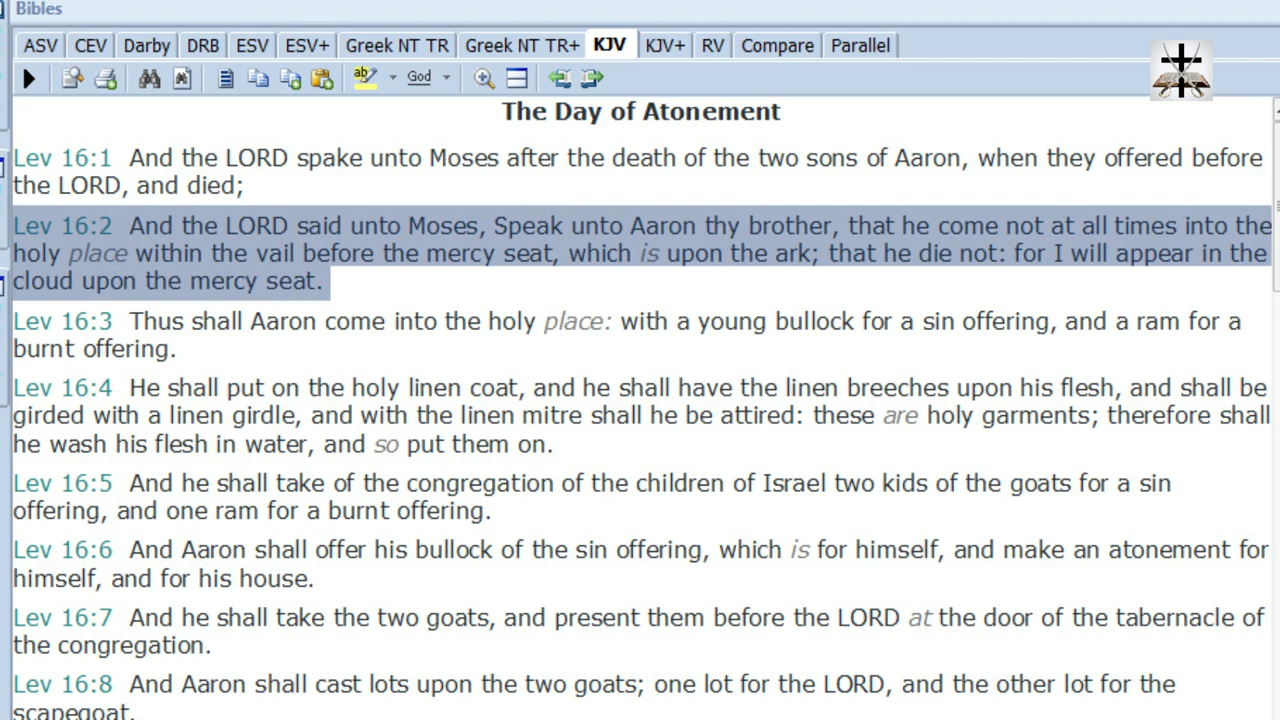 Bibles
ASV CEV Darby DRB ESV ESV+ Greek NT TR Greek NT TR+ KJV KJV+ RV Compare Parallel
ab God
The Day of Atonement
Lev 16:1 And the LORD spake unto Moses after the death of the two sons of Aaron, when they offered before
the LORD, and died;
Lev 16:2 And the LORD said unto Moses, Speak unto Aaron thy brother, that he come not at all times into the
holy place within the vail before the mercy seat, which is upon the ark; that he die not: for I will appear in the
cloud upon the mercy seat.
Lev 16:3 Thus shall Aaron come into the holy place: with a young bullock for a sin offering, and a ram for a
burnt offering.
Lev 16:4 He shall put on the holy linen coat, and he shall have the linen breeches upon his flesh, and shall be
girded with a linen girdle, and with the linen mitre shall he be attired: these are holy garments; therefore shall
he wash his flesh in water, and so put them on.
Lev 16:5 And he shall take of the congregation of the children of Israel two kids of the goats for a sin
offering, and one ram for a burnt offering.
Lev 16:6 And Aaron shall offer his bullock of the sin offering, which is for himself, and make an atonement for
himself, and for his house.
Lev 16:7 And he shall take the two goats, and present them before the LORD at the door of the tabernacle of
the congregation.
Lev 16:8 And Aaron shall cast lots upon the two goats; one lot for the LORD, and the other lot for the
scapegoat.